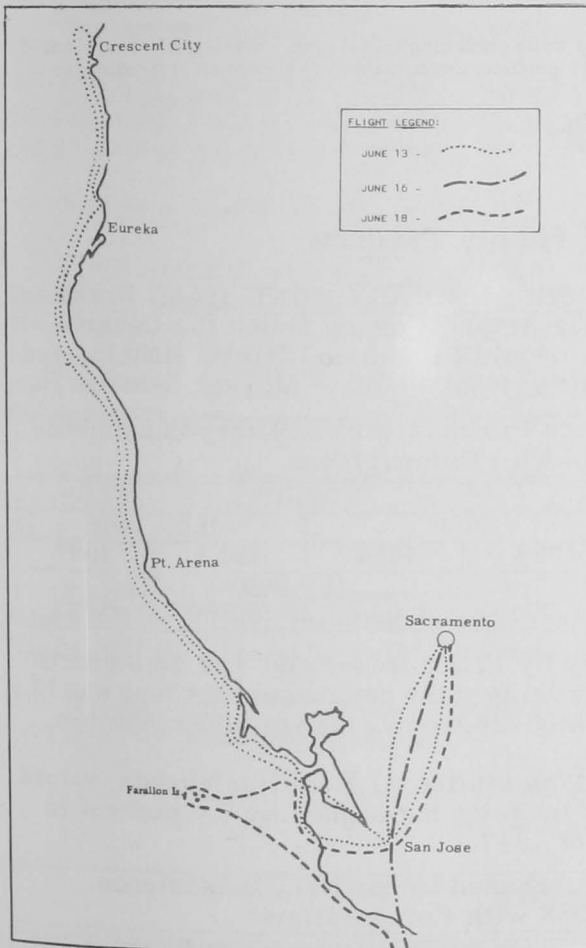 Crescent City
FLIGHT LEGEND:
JUNE 13 -
JUNE 16 -
JUNE 18 -
Eureka
Pt. Arena
Sacramento
Farallon Is
San Jose